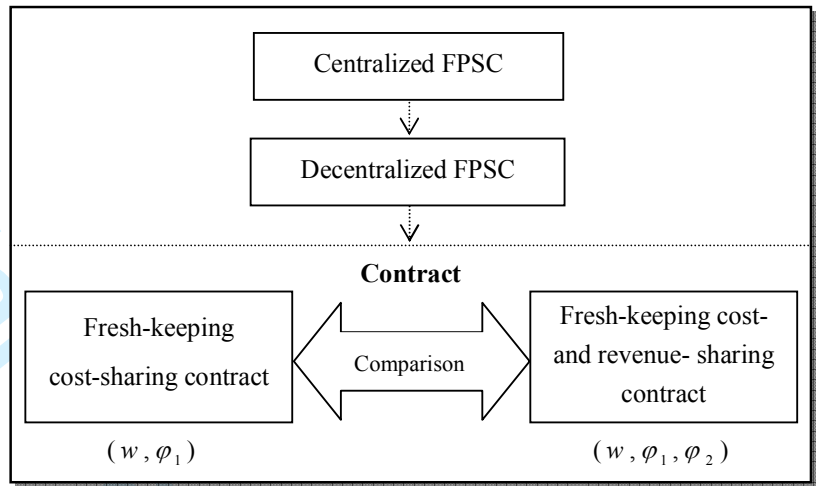 Centralized FPSC
Decentralized FPSC
Contract
Fresh-keeping
cost-sharing contract
Comparison
Fresh-keeping cost-
and revenue- sharing
contract
( w , φ₁ )
( w , φ₁ , φ₂ )